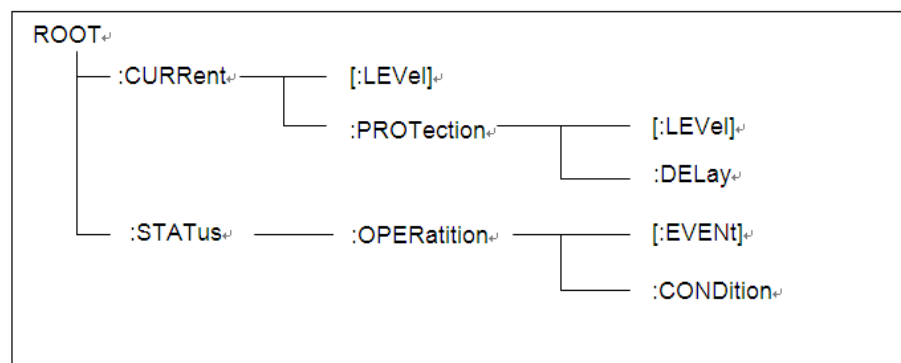 ROOT
:CURRent [:LEVel]
:PROTection [:LEVel]
:DELay
:STATus :OPERatition [:EVENt]
:CONDition